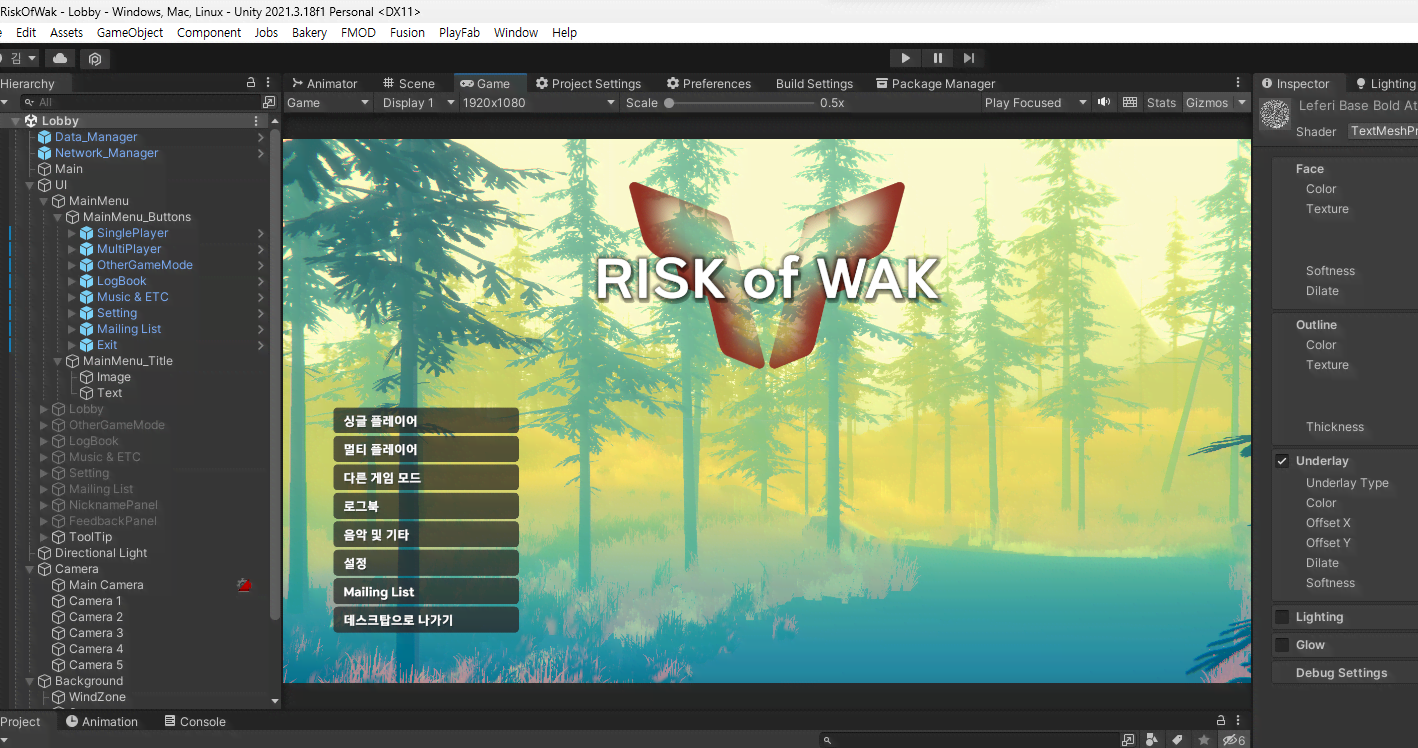 RiskOfWak - Lobby - Windows, Mac, Linux - Unity 2021.3.18f1 Personal <DX11>
Edit Assets GameObject Component Jobs Bakery FMOD Fusion PlayFab Window Help
김
Hierarchy
Animator Scene Game Project Settings Preferences Build Settings Package Manager
Inspector Lighting
All
Game Display 1 1920x1080 Scale 0.5x Play Focused Stats Gizmos
Leferi Base Bold At
Shader TextMeshPr
Lobby
Data_Manager
Network_Manager
Main
UI
MainMenu
MainMenu_Buttons
SinglePlayer
MultiPlayer
OtherGameMode
LogBook
Music & ETC
Setting
Mailing List
Exit
MainMenu_Title
Image
Text
Lobby
OtherGameMode
LogBook
Music & ETC
Setting
Mailing List
NicknamePanel
FeedbackPanel
ToolTip
Directional Light
Camera
Main Camera
Camera 1
Camera 2
Camera 3
Camera 4
Camera 5
Background
WindZone
RISK of WAK
싱글 플레이어
멀티 플레이어
다른 게임 모드
로그북
음악 및 기타
설정
Mailing List
데스크탑으로 나가기
Face
Color
Texture
Softness
Dilate
Outline
Color
Texture
Thickness
Underlay
Underlay Type
Color
Offset X
Offset Y
Dilate
Softness
Lighting
Glow
Debug Settings
Project Animation Console
6